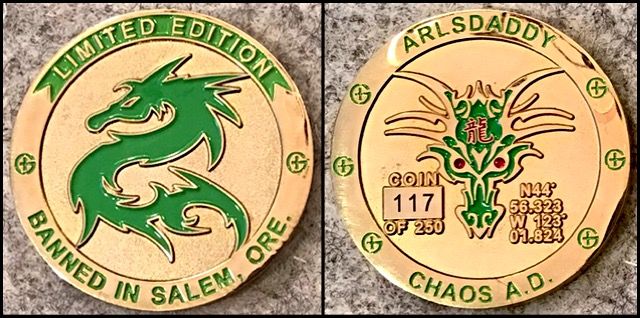 LIMITED EDITION
BANNED IN SALEM, ORE.
ARLSDADDY
龍
COIN
117
OF 250
N44°
56.323
W 123°
01.824
CHAOS A.D.